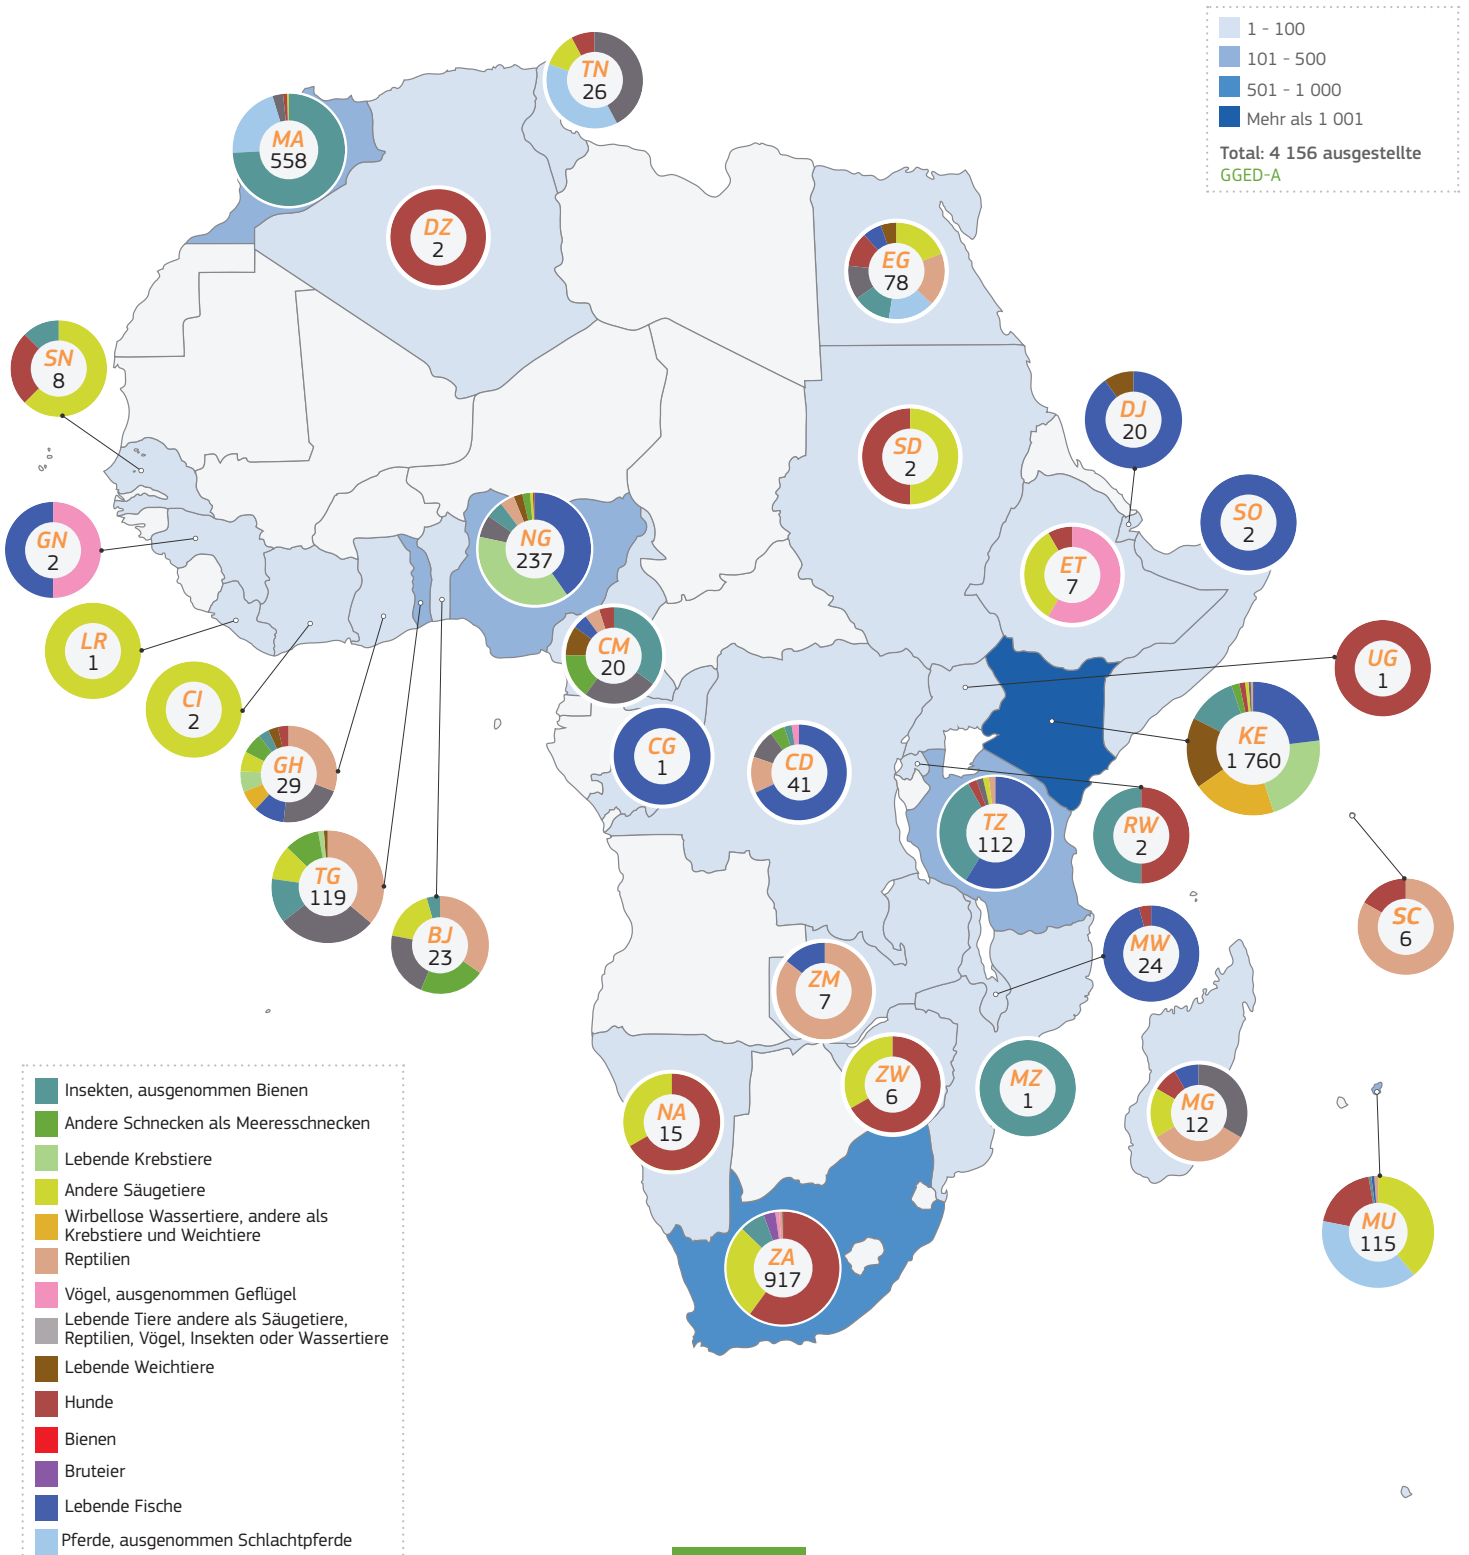 1 - 100
101 - 500
501 - 1 000
Mehr als 1 001
Total: 4 156 ausgestellte
GGED-A
TN
26
MA
558
DZ
2
EG
78
SN
8
DJ
20
SD
2
SO
2
GN
2
NG
237
ET
7
LR
1
CM
20
UG
1
CI
2
CG
1
CD
41
KE
1 760
GH
29
TZ
112
RW
2
TG
119
BJ
23
SC
6
MW
24
ZM
7
ZW
6
MZ
1
NA
15
MG
12
MU
115
ZA
917
Insekten, ausgenommen Bienen
Andere Schnecken als Meeresschnecken
Lebende Krebstiere
Andere Säugetiere
Wirbellose Wassertiere, andere als
Krebstiere und Weichtiere
Reptilien
Vögel, ausgenommen Geflügel
Lebende Tiere andere als Säugetiere,
Reptilien, Vögel, Insekten oder Wassertiere
Lebende Weichtiere
Hunde
Bienen
Bruteier
Lebende Fische
Pferde, ausgenommen Schlachtpferde